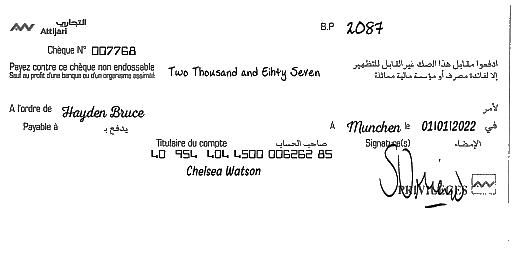 التجاري
Attijari
B.P 2087
Chèque N° 007768
Payez contre ce chèque non endossable
Sauf au profit d'une banque ou d'un organisme assimilé
Two Thousand and Eihty Seven
ادفعوا مقابل هذا الصك غير القابل للتظهير
إلا لفائدة مصرف أو مؤسسة مالية مماثلة
A l'ordre de Hayden Bruce
Payable à يدفع بـ
لأمر
A Munchen le 01/01/2022 في
Titulaire du compte صاحب الحساب
Signature(s) الإمضاء
40 954 404 4500 006262 85
Chelsea Watson
PRIVILEGES